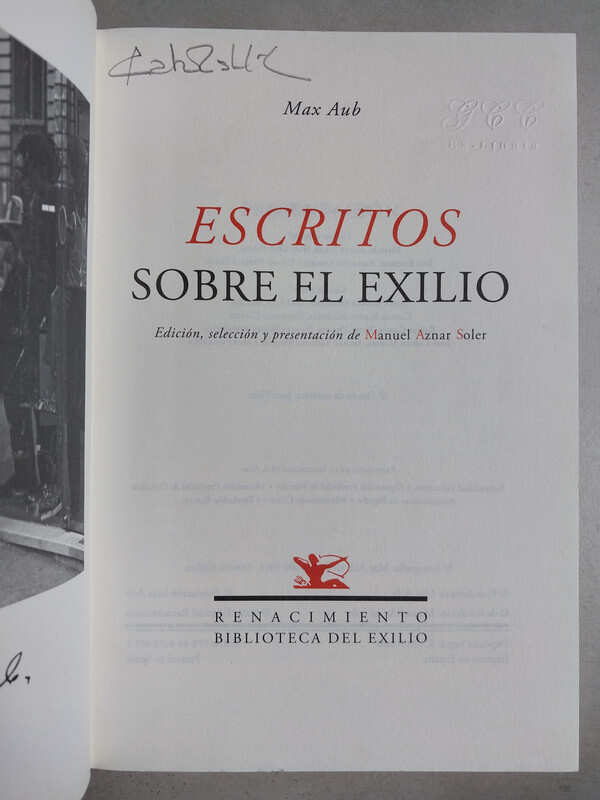 Max Aub
ESCRITOS
SOBRE EL EXILIO
Edición, selección y presentación de Manuel Aznar Soler
RENACIMIENTO
BIBLIOTECA DEL EXILIO